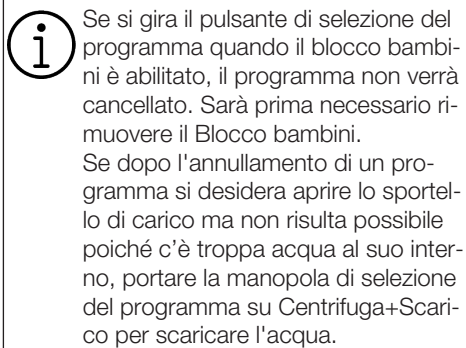 Se si gira il pulsante di selezione del
programma quando il blocco bambi-
ni è abilitato, il programma non verrà
cancellato. Sarà prima necessario ri-
muovere il Blocco bambini.
Se dopo l'annullamento di un pro-
gramma si desidera aprire lo sportel-
lo di carico ma non risulta possibile
poiché c’è troppa acqua al suo inter-
no, portare la manopola di selezione
del programma su Centrifuga+Scari-
co per scaricare l'acqua.